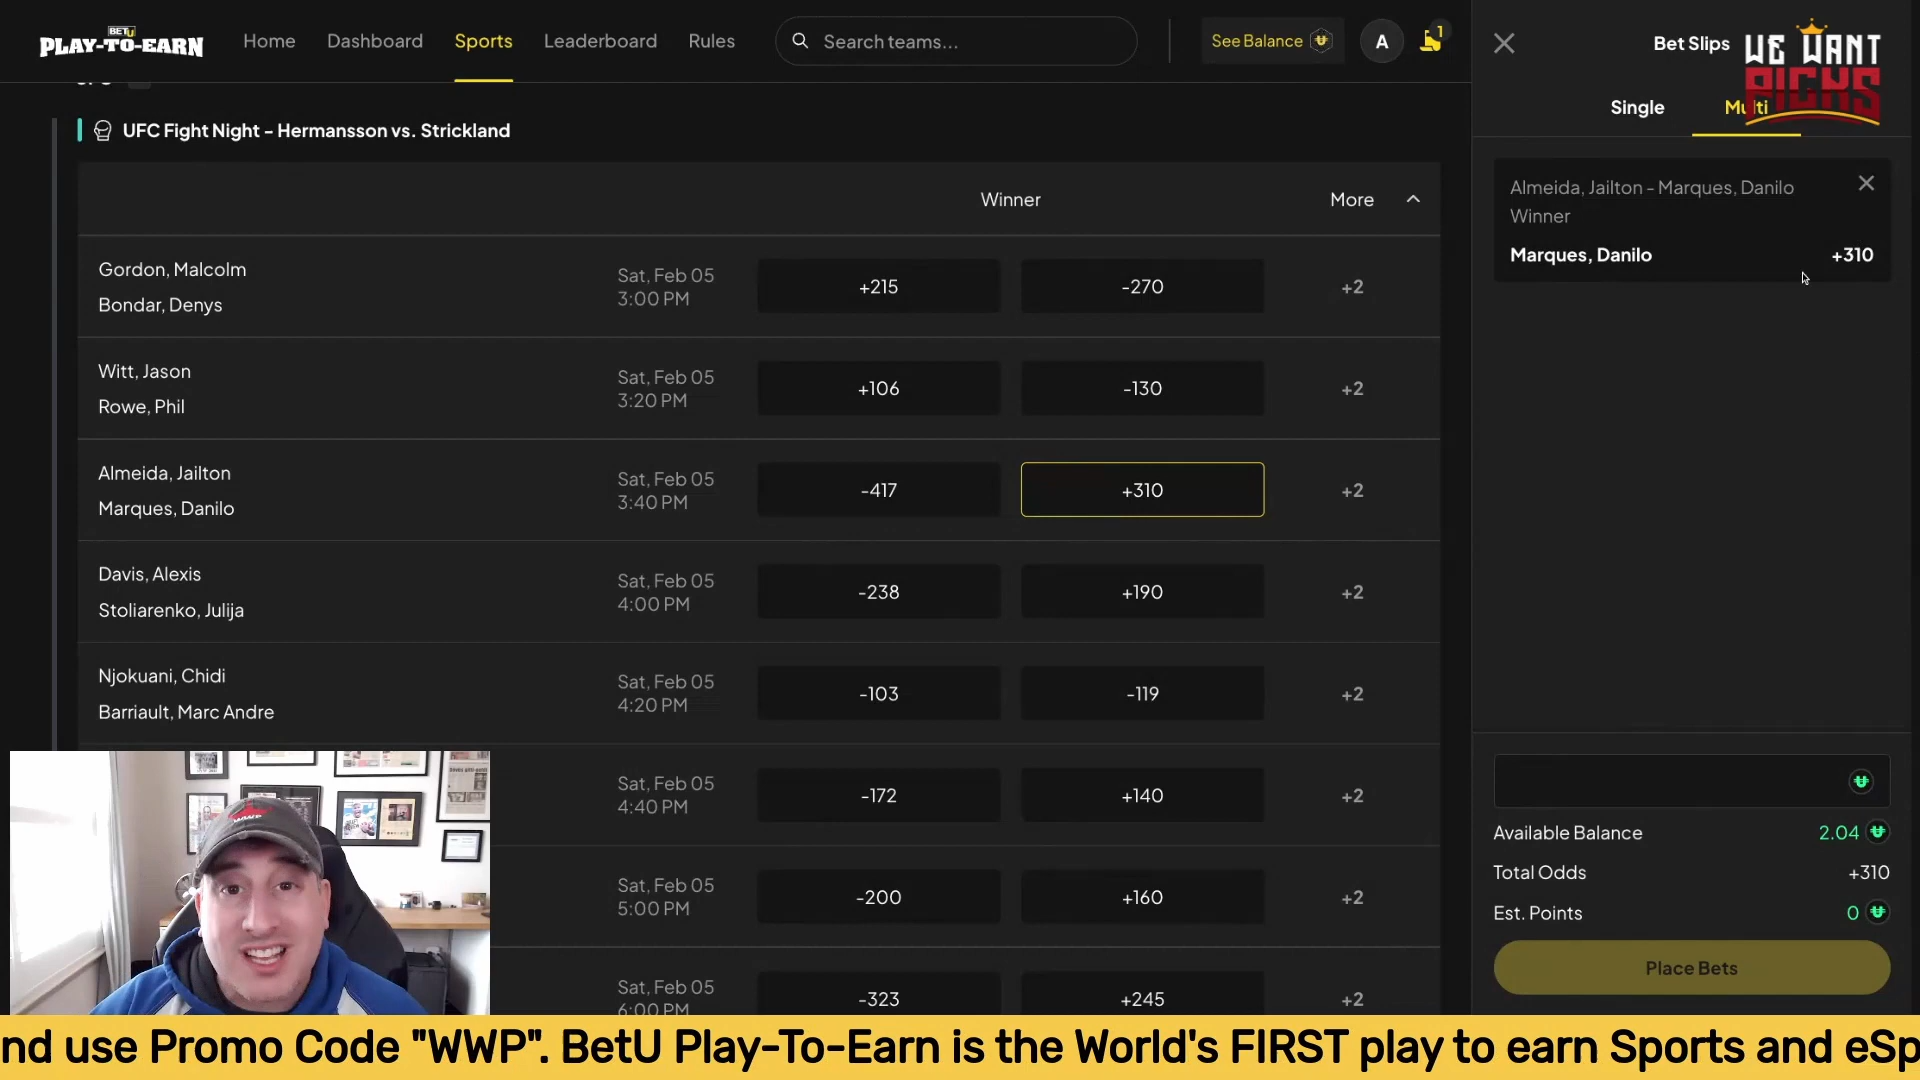 BETU
PLAY-TO-EARN
Home
Dashboard
Sports
Leaderboard
Rules
Search teams...
See Balance
A
1
Bet Slips
WE WANT
PICKS
Single
Multi
UFC Fight Night - Hermansson vs. Strickland
Winner
More
Gordon, Malcolm
Bondar, Denys
Sat, Feb 05
3:00 PM
+215
-270
+2
Witt, Jason
Rowe, Phil
Sat, Feb 05
3:20 PM
+106
-130
+2
Almeida, Jailton
Marques, Danilo
Sat, Feb 05
3:40 PM
-417
+310
+2
Davis, Alexis
Stoliarenko, Julija
Sat, Feb 05
4:00 PM
-238
+190
+2
Njokuani, Chidi
Barriault, Marc Andre
Sat, Feb 05
4:20 PM
-103
-119
+2
Sat, Feb 05
4:40 PM
-172
+140
+2
Sat, Feb 05
5:00 PM
-200
+160
+2
Sat, Feb 05
6:00 PM
-323
+245
+2
Almeida, Jailton - Marques, Danilo
Winner
Marques, Danilo
+310
Available Balance
2.04
Total Odds
+310
Est. Points
0
Place Bets
nd use Promo Code "WWP". BetU Play-To-Earn is the World's FIRST play to earn Sports and eSp